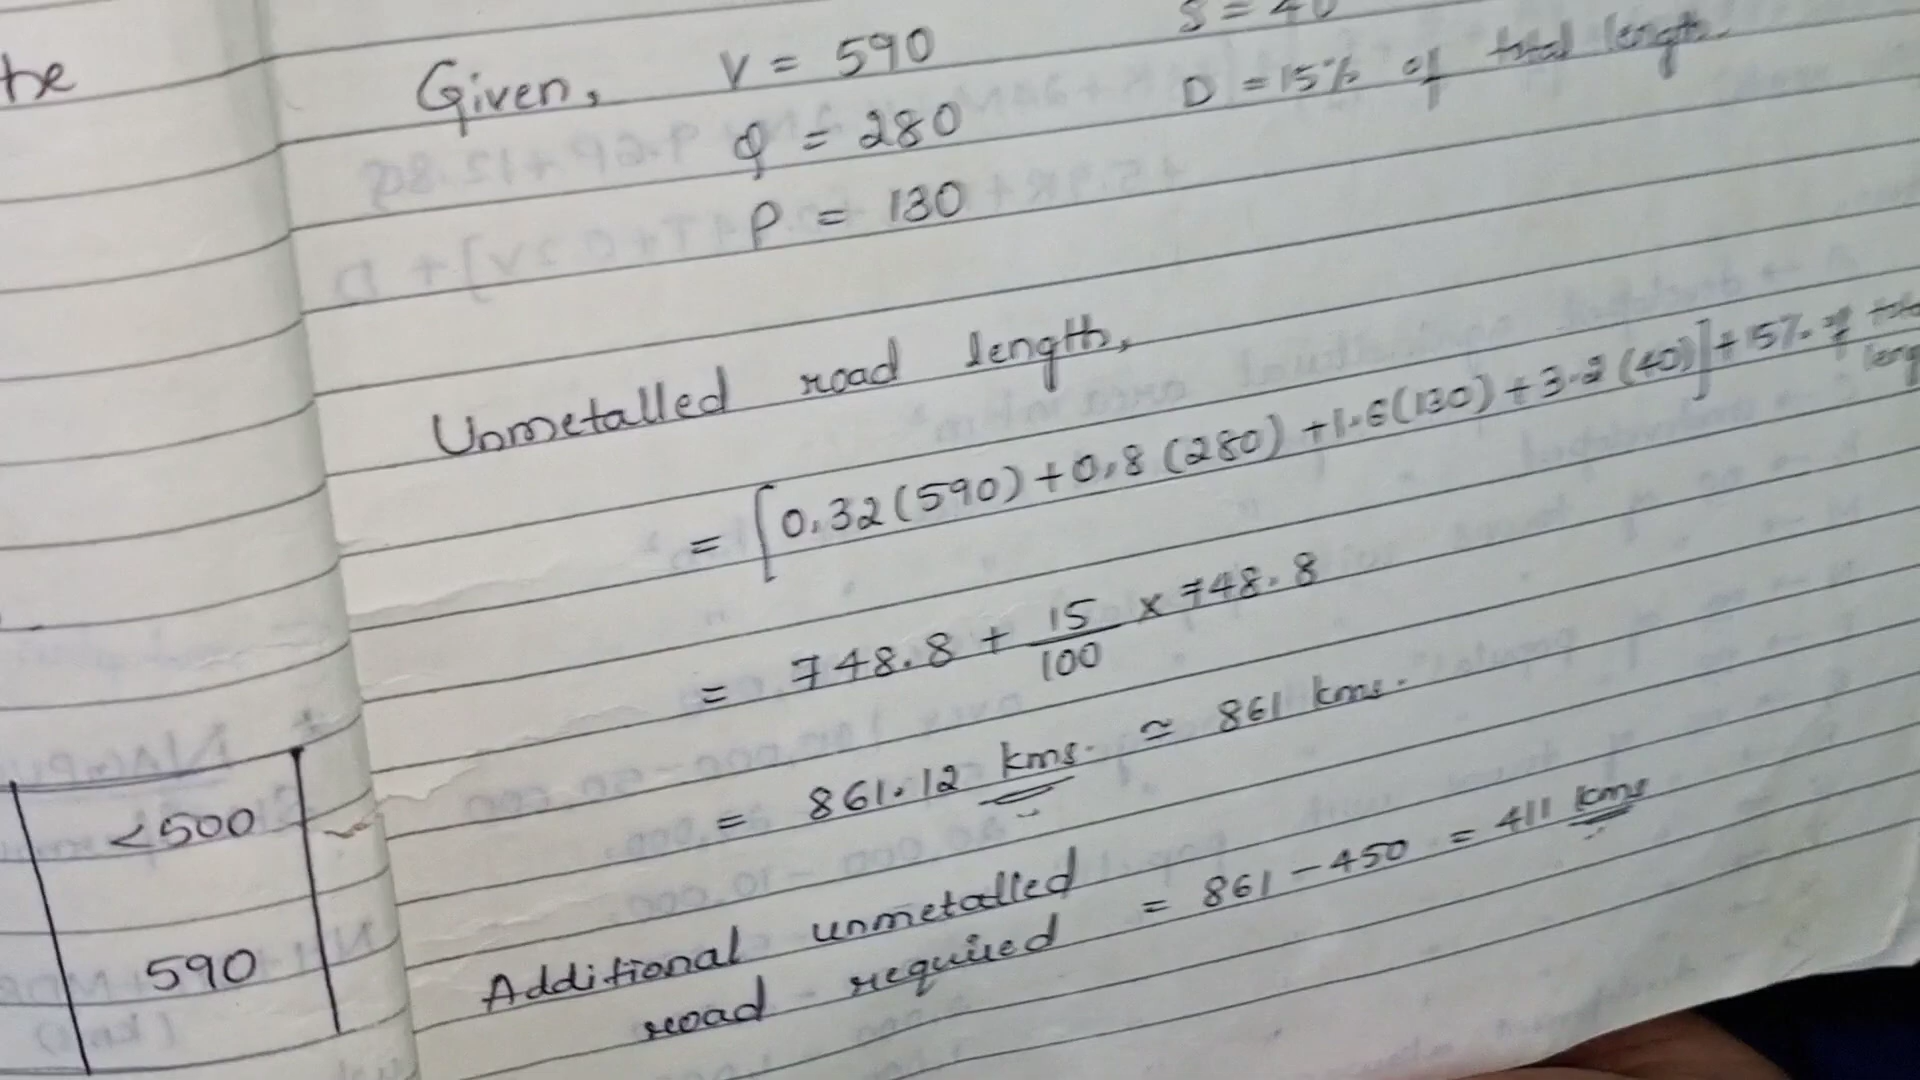 the
Given, V = 590
S = 40
Q = 280
D = 15% of total length.
P = 130
Unmetalled road length,
= [0.32(590) + 0.8 (280) + 1.6(130) + 3.2 (40)] + 15% of total
= 748.8 + 15/100 × 748.8
= 861.12 kms. ≃ 861 kms.
<500
590
Additional unmetalled
road required = 861 - 450 = 411 kms